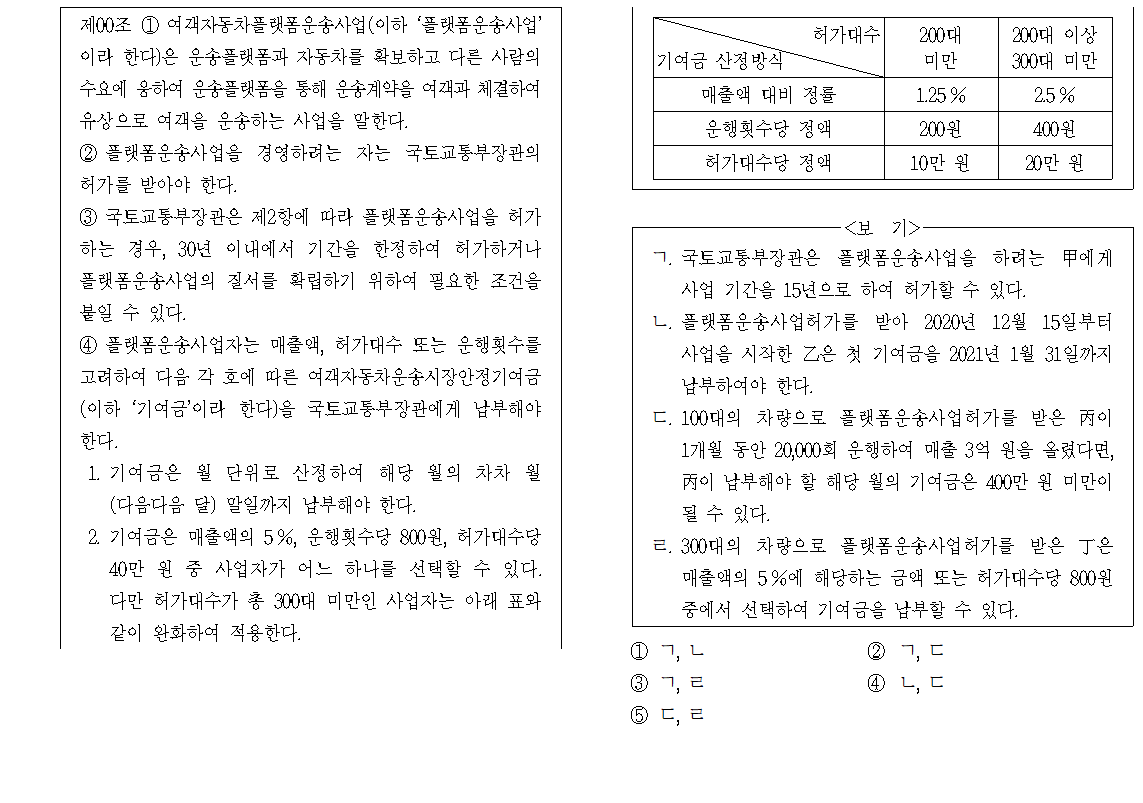 제00조 ① 여객자동차플랫폼운송사업(이하 ‘플랫폼운송사업’
이라 한다)은 운송플랫폼과 자동차를 확보하고 다른 사람의
수요에 응하여 운송플랫폼을 통해 운송계약을 여객과 체결하여
유상으로 여객을 운송하는 사업을 말한다.
② 플랫폼운송사업을 경영하려는 자는 국토교통부장관의
허가를 받아야 한다.
③ 국토교통부장관은 제2항에 따라 플랫폼운송사업을 허가
하는 경우, 30년 이내에서 기간을 한정하여 허가하거나
플랫폼운송사업의 질서를 확립하기 위하여 필요한 조건을
붙일 수 있다.
④ 플랫폼운송사업자는 매출액, 허가대수 또는 운행횟수를
고려하여 다음 각 호에 따른 여객자동차운송시장안정기여금
(이하 ‘기여금’이라 한다)을 국토교통부장관에게 납부해야
한다.
1. 기여금은 월 단위로 산정하여 해당 월의 차차 월
(다음다음 달) 말일까지 납부해야 한다.
2. 기여금은 매출액의 5%, 운행횟수당 800원, 허가대수당
40만 원 중 사업자가 어느 하나를 선택할 수 있다.
다만 허가대수가 총 300대 미만인 사업자는 아래 표와
같이 완화하여 적용한다.
허가대수 200대 200대 이상
기여금 산정방식 미만 300대 미만
매출액 대비 정률 1.25% 2.5%
운행횟수당 정액 200원 400원
허가대수당 정액 10만 원 20만 원
<보 기>
ㄱ. 국토교통부장관은 플랫폼운송사업을 하려는 甲에게
사업 기간을 15년으로 하여 허가할 수 있다.
ㄴ. 플랫폼운송사업허가를 받아 2020년 12월 15일부터
사업을 시작한 乙은 첫 기여금을 2021년 1월 31일까지
납부하여야 한다.
ㄷ. 100대의 차량으로 플랫폼운송사업허가를 받은 丙이
1개월 동안 20,000회 운행하여 매출 3억 원을 올렸다면,
丙이 납부해야 할 해당 월의 기여금은 400만 원 미만이
될 수 있다.
ㄹ. 300대의 차량으로 플랫폼운송사업허가를 받은 丁은
매출액의 5%에 해당하는 금액 또는 허가대수당 800원
중에서 선택하여 기여금을 납부할 수 있다.
① ㄱ, ㄴ ② ㄱ, ㄷ
③ ㄱ, ㄹ ④ ㄴ, ㄷ
⑤ ㄷ, ㄹ